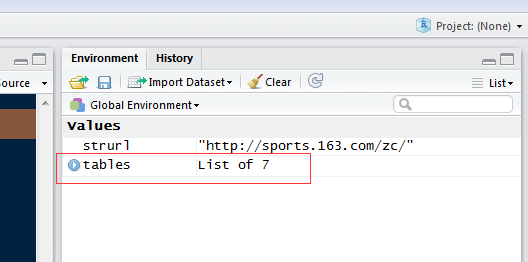 Project: (None)
Environment History
Source Import Dataset Clear List
Global Environment
Values
strurl "http://sports.163.com/zc/"
tables List of 7